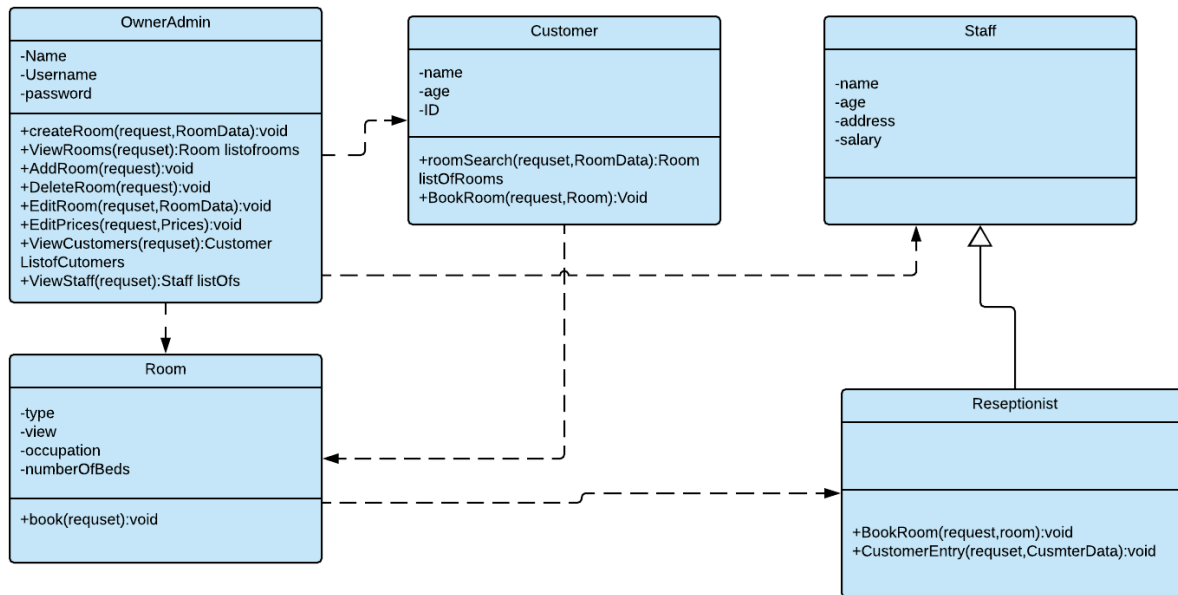 OwnerAdmin
-Name
-Username
-password
+createRoom(request,RoomData):void
+ViewRooms(requset):Room listofrooms
+AddRoom(request):void
+DeleteRoom(request):void
+EditRoom(requset,RoomData):void
+EditPrices(request,Prices):void
+ViewCustomers(requset):Customer
ListofCutomers
+ViewStaff(requset):Staff listOfs
Customer
-name
-age
-ID
+roomSearch(requset,RoomData):Room
listOfRooms
+BookRoom(request,Room):Void
Staff
-name
-age
-address
-salary
Room
-type
-view
-occupation
-numberOfBeds
+book(requset):void
Reseptionist
+BookRoom(request,room):void
+CustomerEntry(requset,CusmterData):void